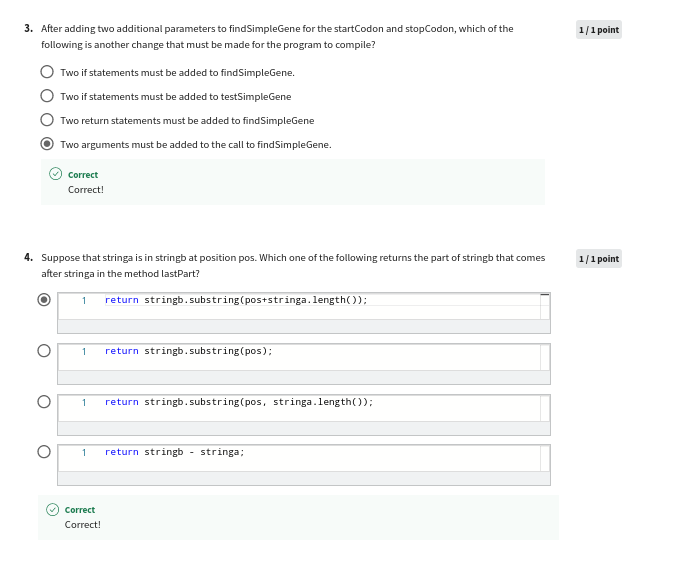 3. After adding two additional parameters to findSimpleGene for the startCodon and stopCodon, which of the
1 / 1 point
following is another change that must be made for the program to compile?
Two if statements must be added to findSimpleGene.
Two if statements must be added to testSimpleGene
Two return statements must be added to findSimpleGene
Two arguments must be added to the call to findSimpleGene.
Correct
Correct!
4. Suppose that stringa is in stringb at position pos. Which one of the following returns the part of stringb that comes
1 / 1 point
after stringa in the method lastPart?
1 return stringb.substring(pos+stringa.length());
1 return stringb.substring(pos);
1 return stringb.substring(pos, stringa.length());
1 return stringb - stringa;
Correct
Correct!